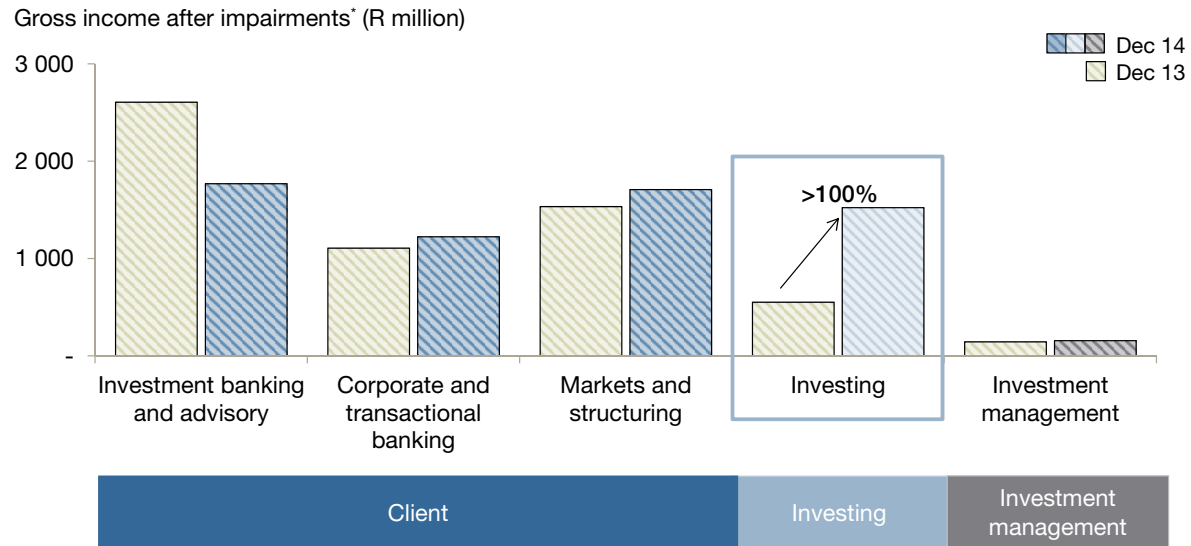 Gross income after impairments* (R million)
Dec 14
Dec 13
3 000
2 000
1 000
-
>100%
Investment banking
and advisory
Corporate and
transactional
banking
Markets and
structuring
Investing
Investment
management
Client
Investing
Investment
management